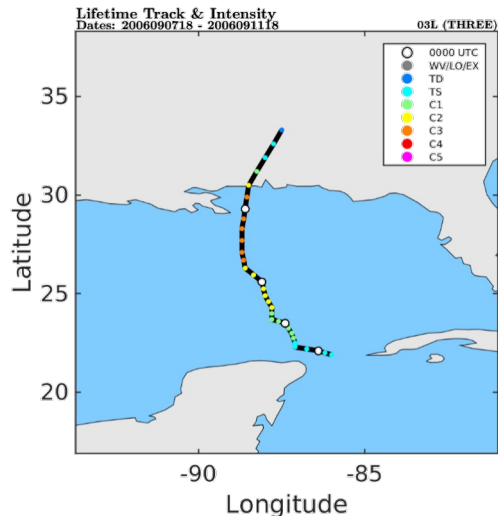 Lifetime Track & Intensity
Dates: 2006090718 - 2006091118 03L (THREE)
0000 UTC
WV/LO/EX
TD
TS
C1
C2
C3
C4
C5
35
30
25
20
Latitude
-90 -85
Longitude